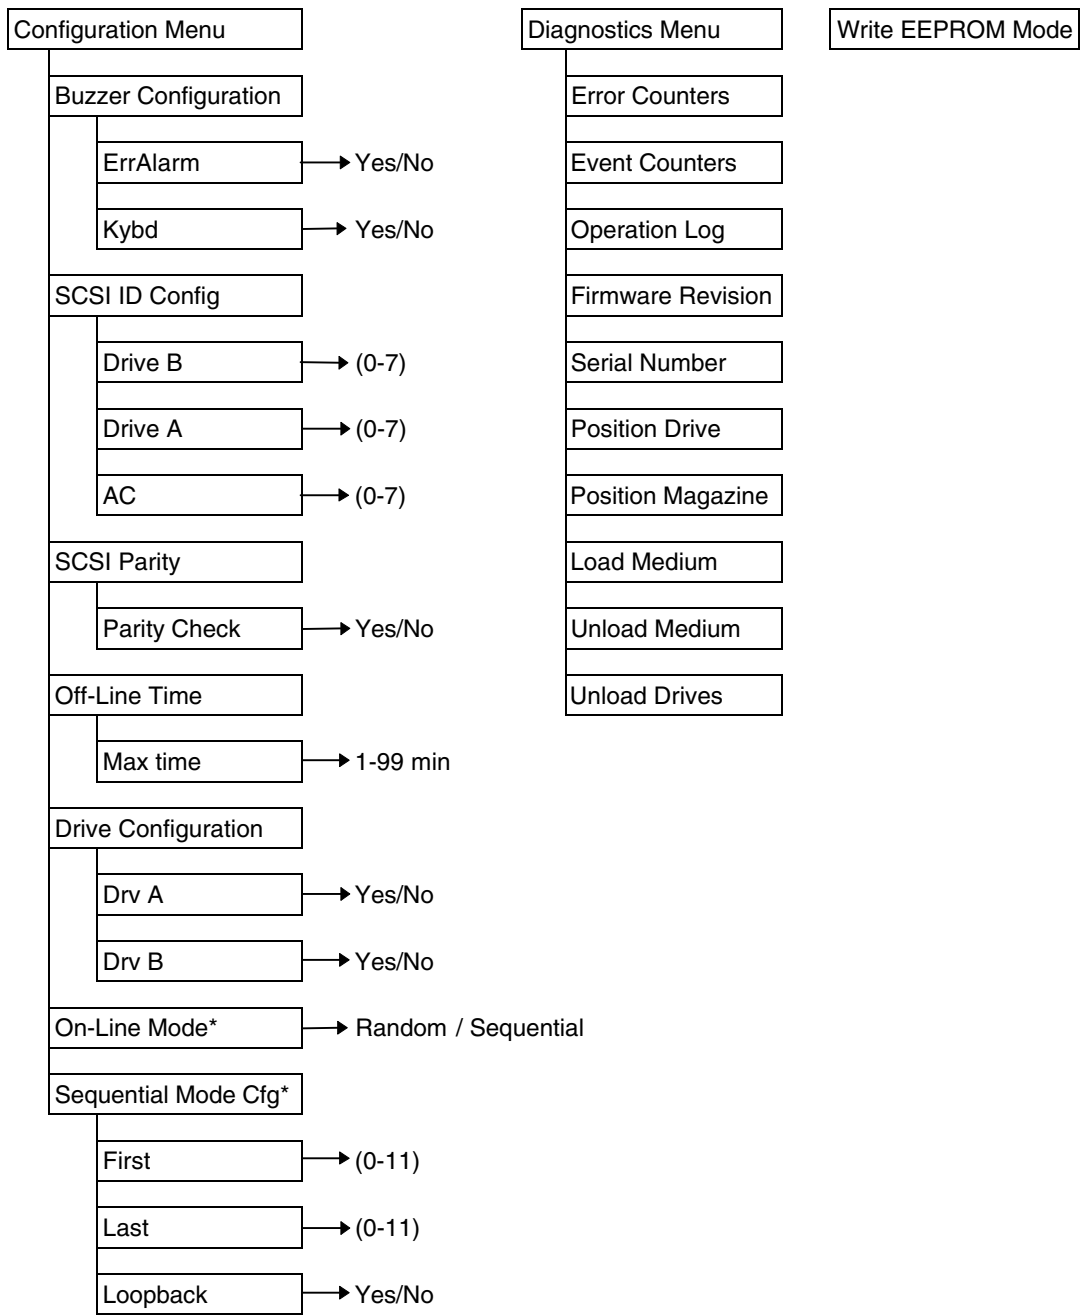 Configuration Menu
Buzzer Configuration
ErrAlarm
Yes/No
Kybd
Yes/No
SCSI ID Config
Drive B
(0-7)
Drive A
(0-7)
AC
(0-7)
SCSI Parity
Parity Check
Yes/No
Off-Line Time
Max time
1-99 min
Drive Configuration
Drv A
Yes/No
Drv B
Yes/No
On-Line Mode*
Random / Sequential
Sequential Mode Cfg*
First
(0-11)
Last
(0-11)
Loopback
Yes/No
Diagnostics Menu
Error Counters
Event Counters
Operation Log
Firmware Revision
Serial Number
Position Drive
Position Magazine
Load Medium
Unload Medium
Unload Drives
Write EEPROM Mode